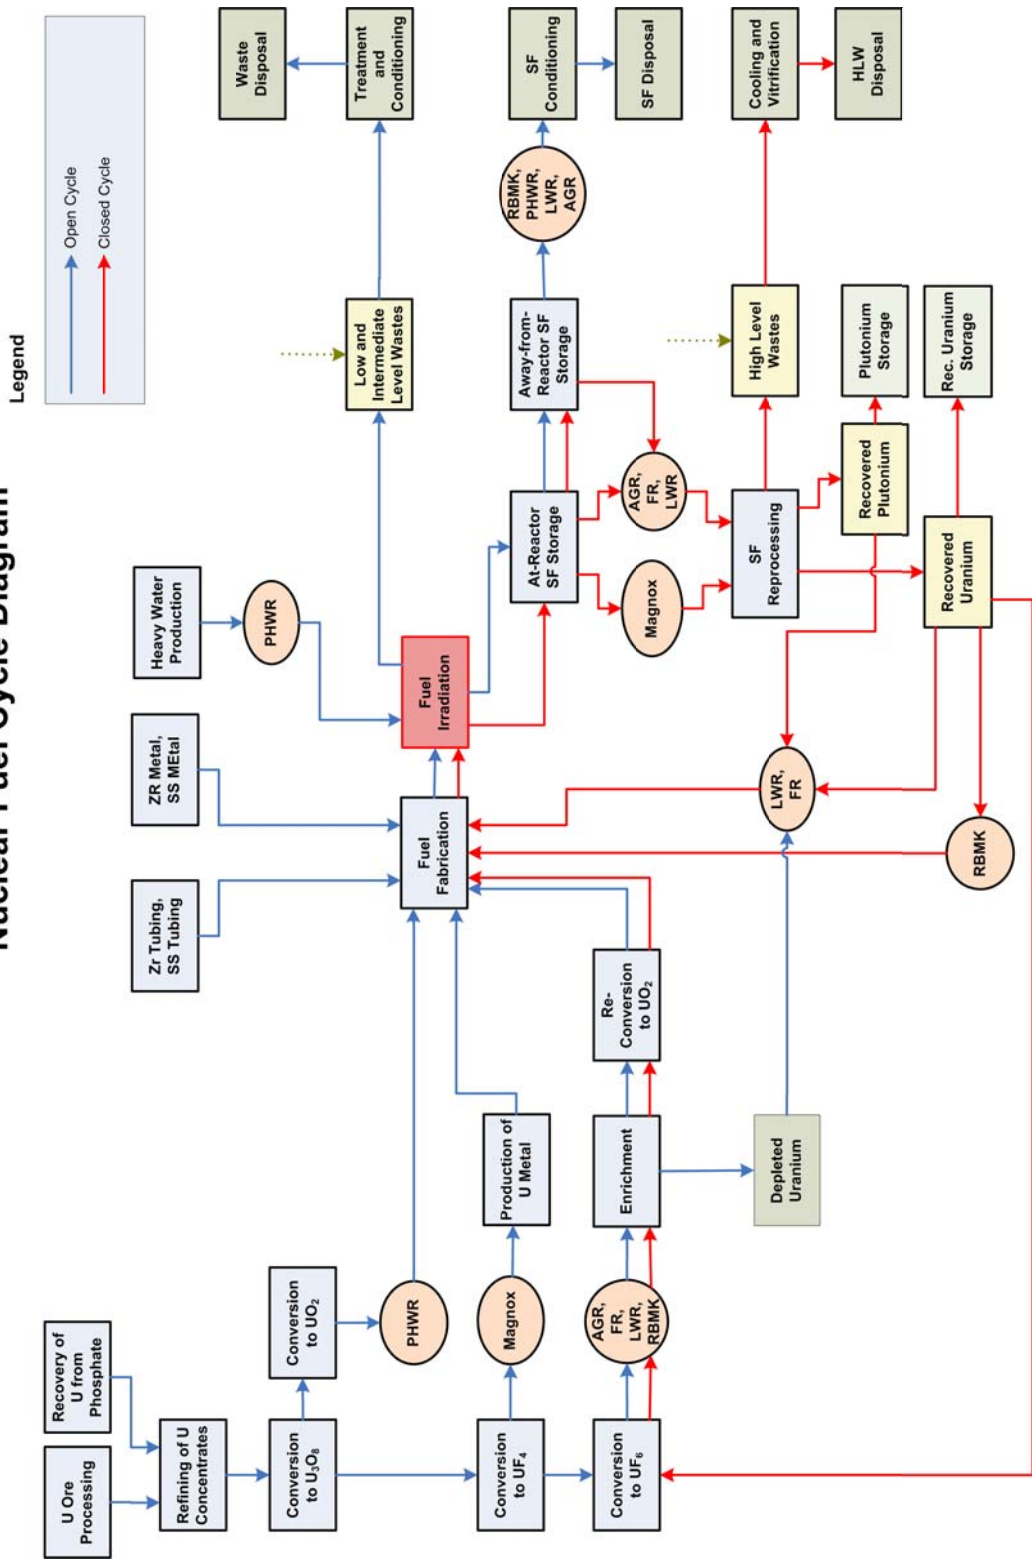 Nuclear Fuel Cycle Diagram
Legend
Open Cycle
Closed Cycle
U Ore
Processing
Recovery of
U from
Phosphate
Refining of U
Concentrates
Conversion
to U₃O₈
Conversion
to UO₂
PHWR
Conversion
to UF₄
Magnox
Production of
U Metal
Conversion
to UF₆
AGR,
FR,
LWR,
RBMK
Enrichment
Re-
Conversion
to UO₂
Depleted
Uranium
Zr Tubing,
SS Tubing
ZR Metal,
SS MEtal
Heavy Water
Production
PHWR
Fuel
Fabrication
Fuel
Irradiation
LWR,
FR
RBMK
Low and
Intermediate
Level Wastes
Treatment
and
Conditioning
Waste
Disposal
At-Reactor
SF Storage
Away-from-
Reactor SF
Storage
RBMK,
PHWR,
LWR,
AGR
SF
Conditioning
SF Disposal
Magnox
AGR,
FR,
LWR
SF
Reprocessing
High Level
Wastes
Cooling and
Vitrification
HLW
Disposal
Recovered
Plutonium
Plutonium
Storage
Recovered
Uranium
Rec. Uranium
Storage